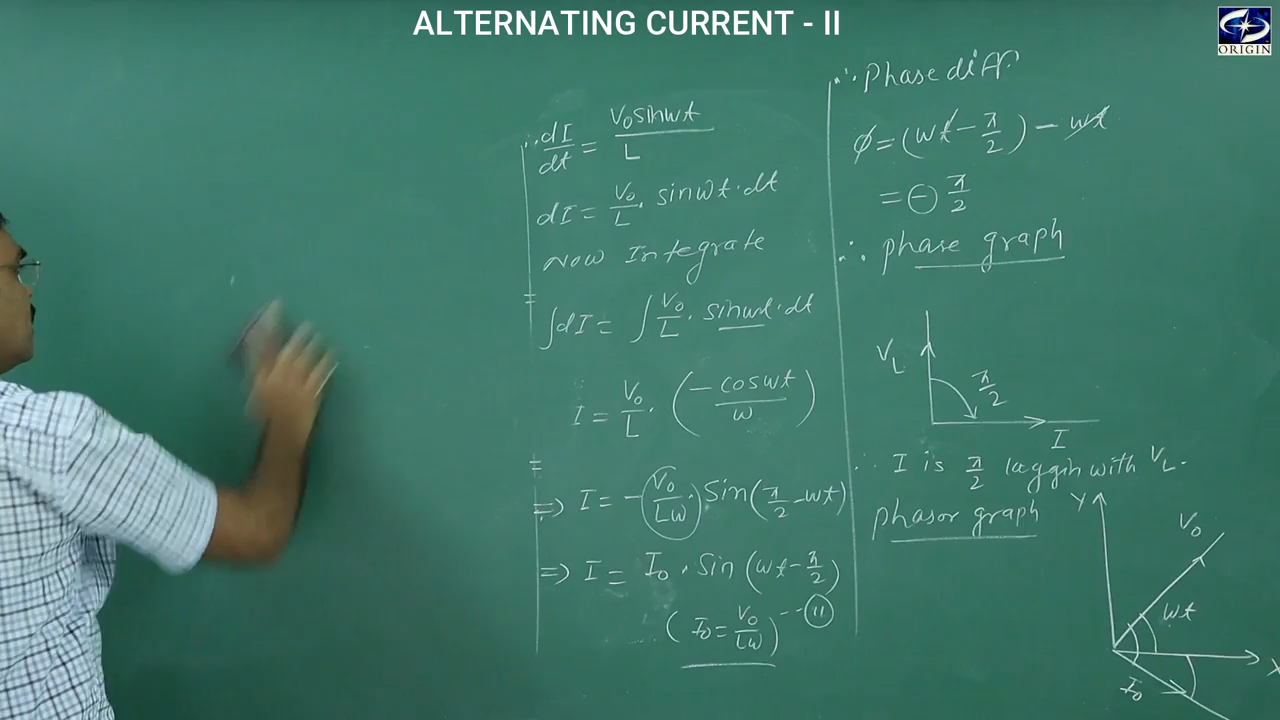 ALTERNATING CURRENT - II
ORIGIN
∴ dI/dt = V₀sinωt/L
dI = V₀/L · sinωt·dt
Now Integrate
= ∫dI = ∫ V₀/L · sinωt·dt
I = V₀/L · (-cosωt/ω)
=
=> I = -(V₀/Lω) Sin(π/2-ωt)
=> I = I₀ · Sin (ωt-π/2)
(I₀=V₀/Lω) --(11)
∴ Phase diff.
ϕ=(ωt-π/2)-ωt
= ⊖ π/2
∴ phase graph
V_L
π/2
I
∴ I is π/2 laggin with V_L.
phasor graph
Y
V₀
ωt
X
I₀